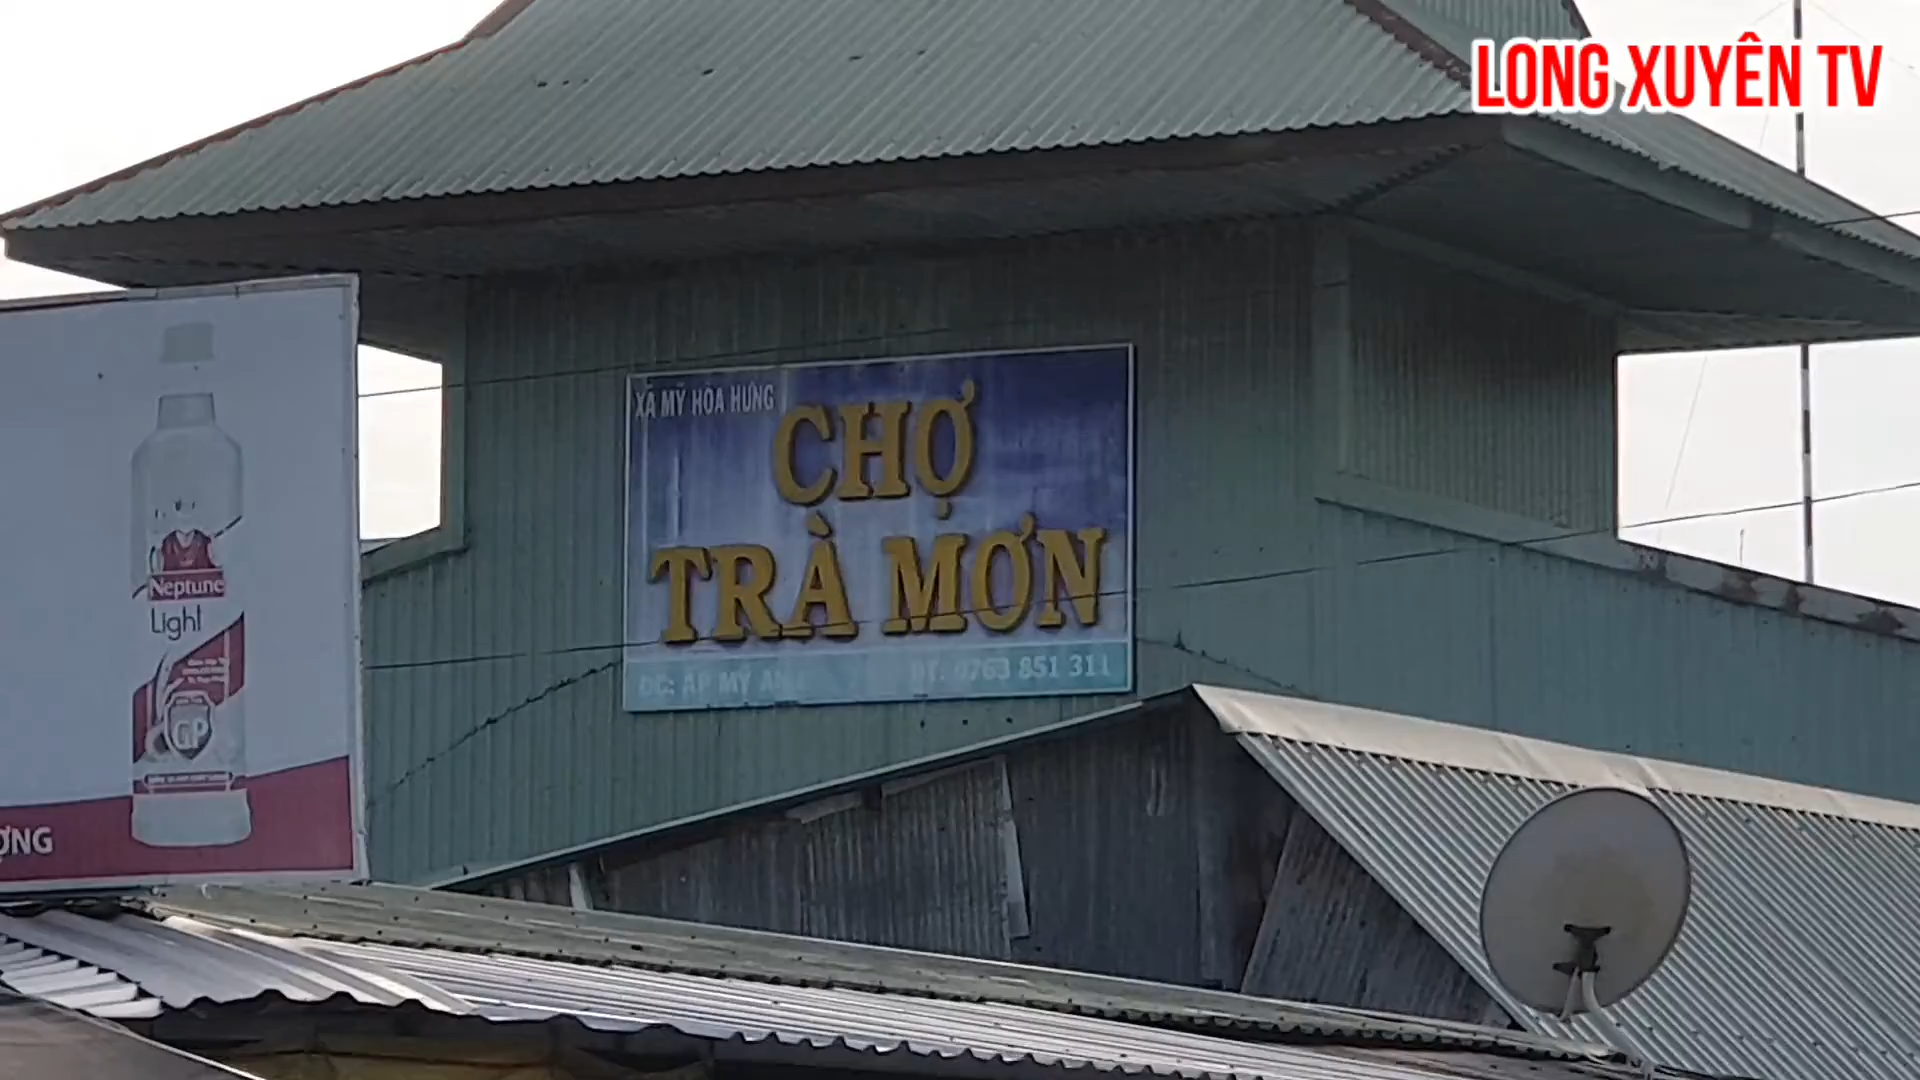 LONG XUYÊN TV
XÃ MỸ HÒA HƯNG
CHỢ
TRÀ MƠN
ĐC: ẤP MỸ AN ĐT: 0763 851 311
Neptune
Light
GP
ỢNG